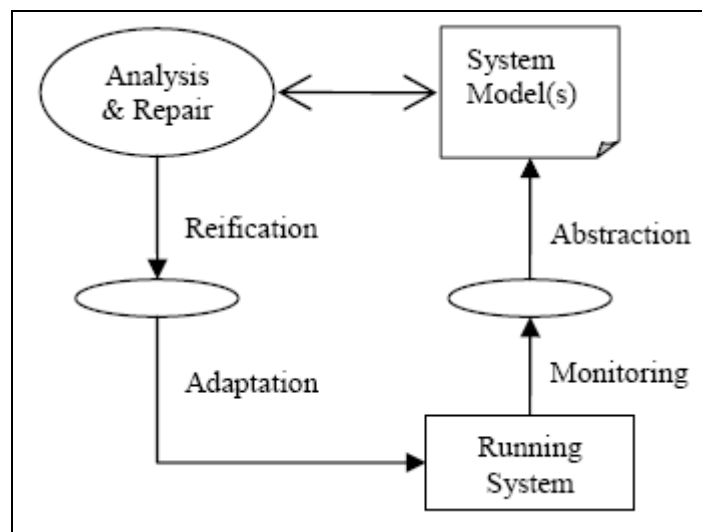 Analysis
& Repair
System
Model(s)
Reification
Abstraction
Adaptation
Monitoring
Running
System